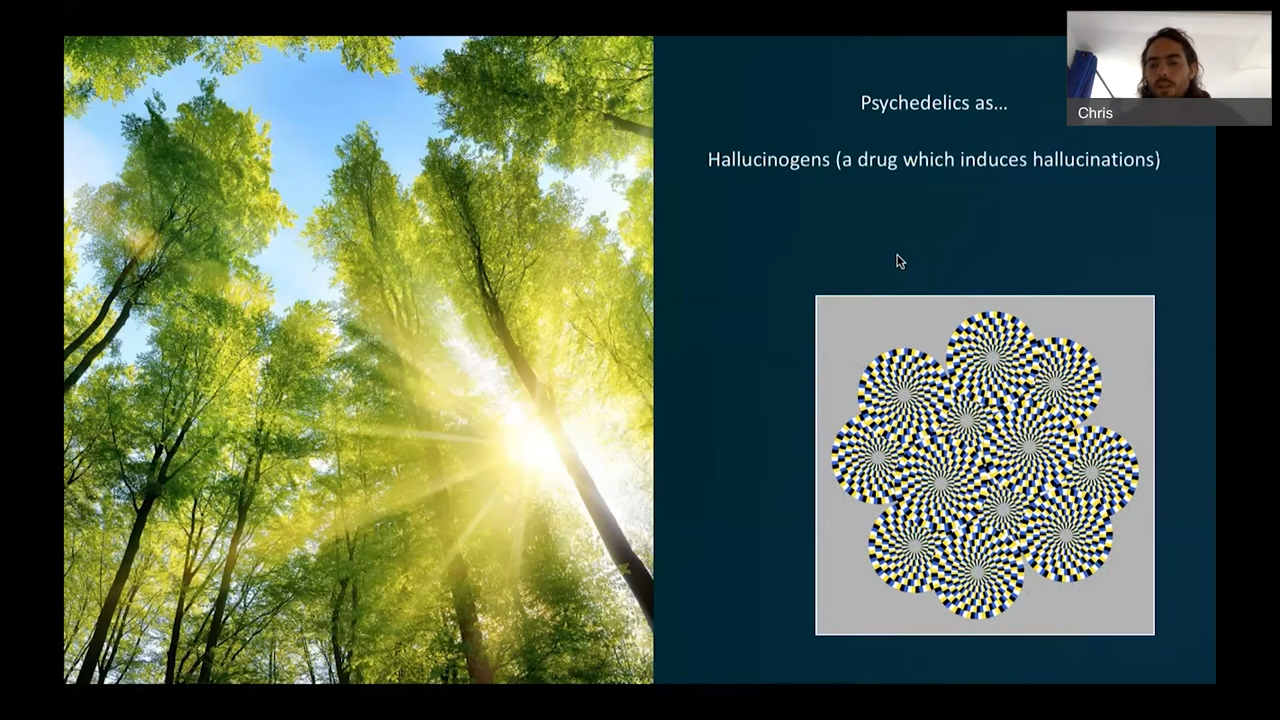 Psychedelics as...
Hallucinogens (a drug which induces hallucinations)
Chris